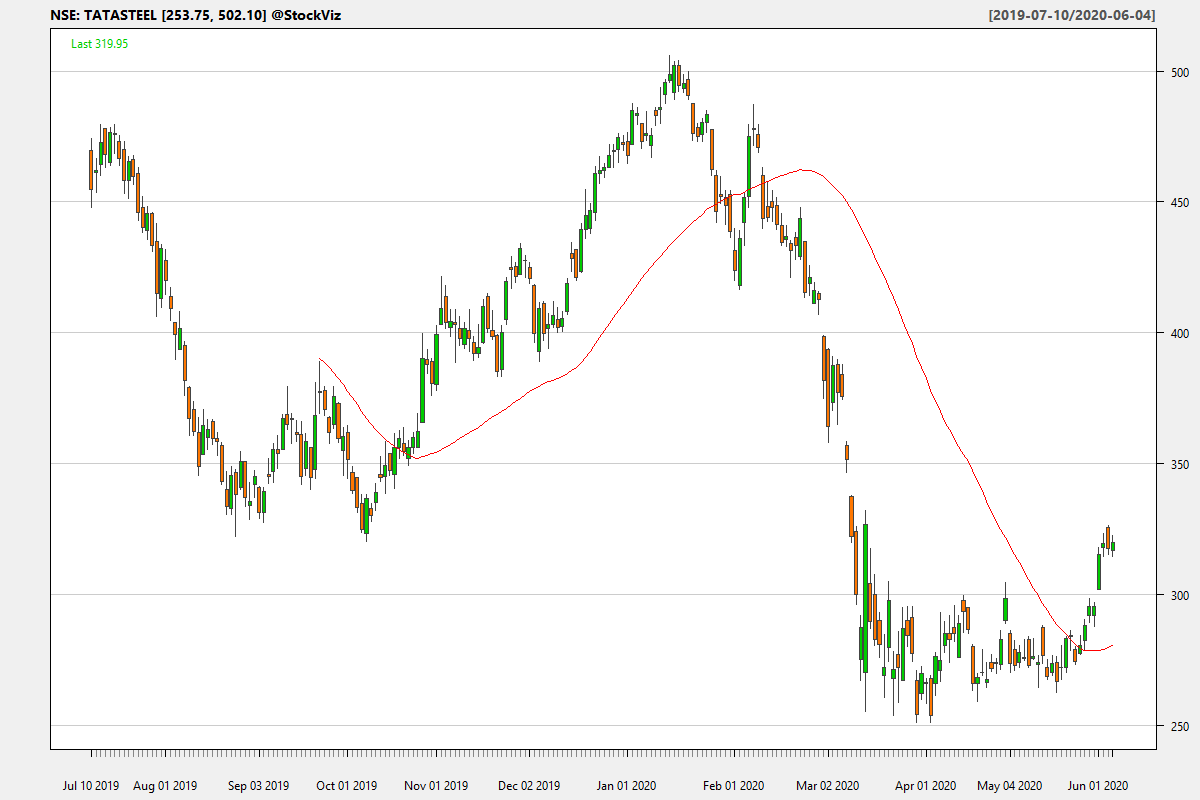 NSE: TATASTEEL [253.75, 502.10] @StockViz
[2019-07-10/2020-06-04]
Last 319.95
500
450
400
350
300
250
Jul 10 2019 Aug 01 2019 Sep 03 2019 Oct 01 2019 Nov 01 2019 Dec 02 2019 Jan 01 2020 Feb 01 2020 Mar 02 2020 Apr 01 2020 May 04 2020 Jun 01 2020